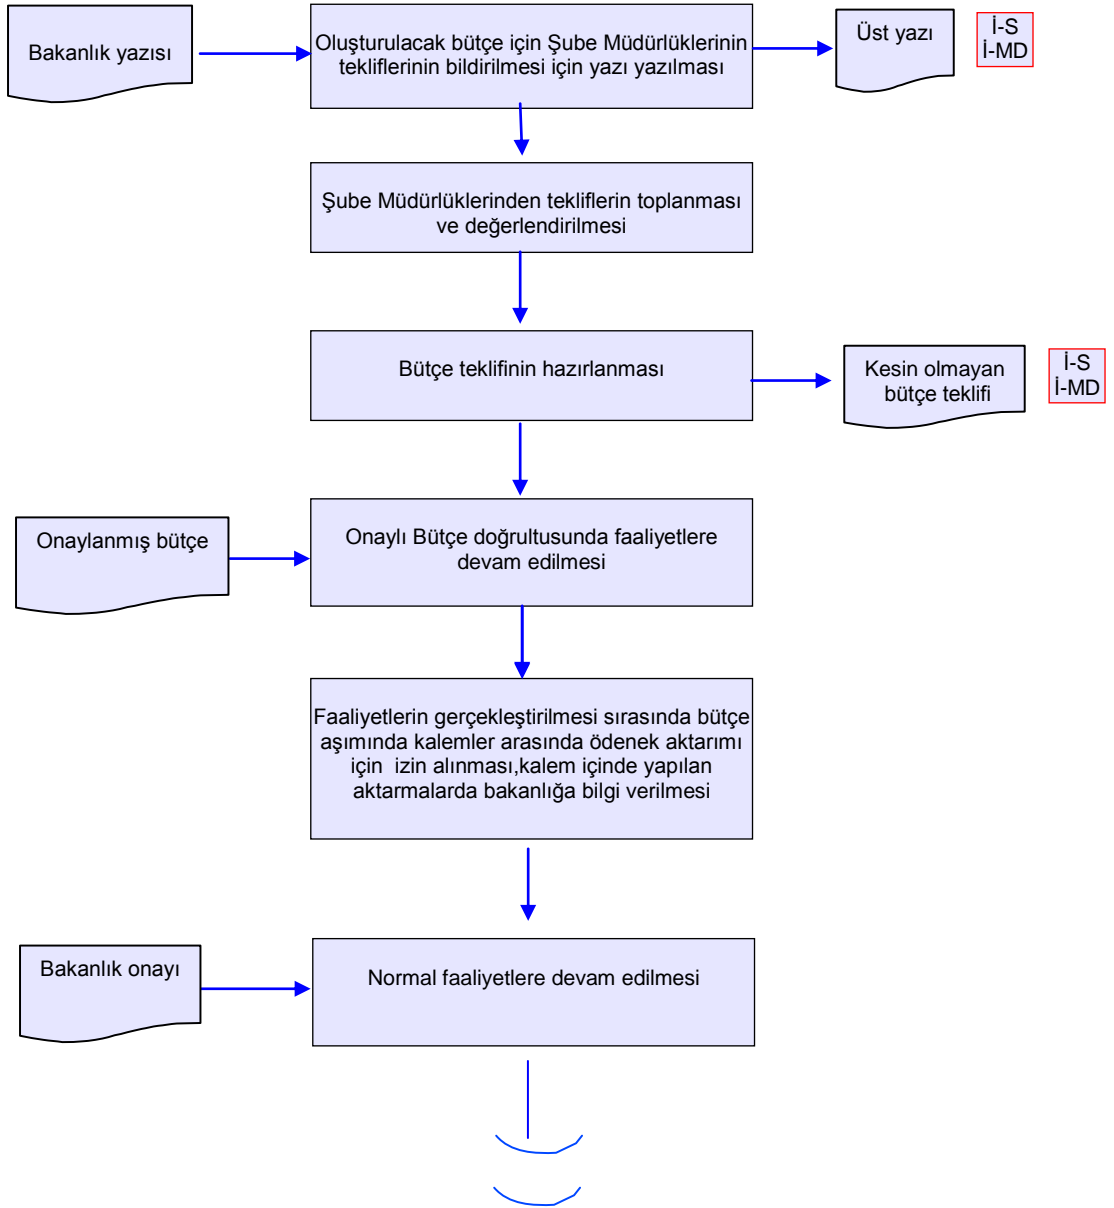 Bakanlık yazısı
Oluşturulacak bütçe için Şube Müdürlüklerinin
tekliflerinin bildirilmesi için yazı yazılması
Üst yazı
İ-S
İ-MD
Şube Müdürlüklerinden tekliflerin toplanması
ve değerlendirilmesi
Bütçe teklifinin hazırlanması
Kesin olmayan
bütçe teklifi
İ-S
İ-MD
Onaylanmış bütçe
Onaylı Bütçe doğrultusunda faaliyetlere
devam edilmesi
Faaliyetlerin gerçekleştirilmesi sırasında bütçe
aşımında kalemler arasında ödenek aktarımı
için  izin alınması,kalem içinde yapılan
aktarmalarda bakanlığa bilgi verilmesi
Bakanlık onayı
Normal faaliyetlere devam edilmesi